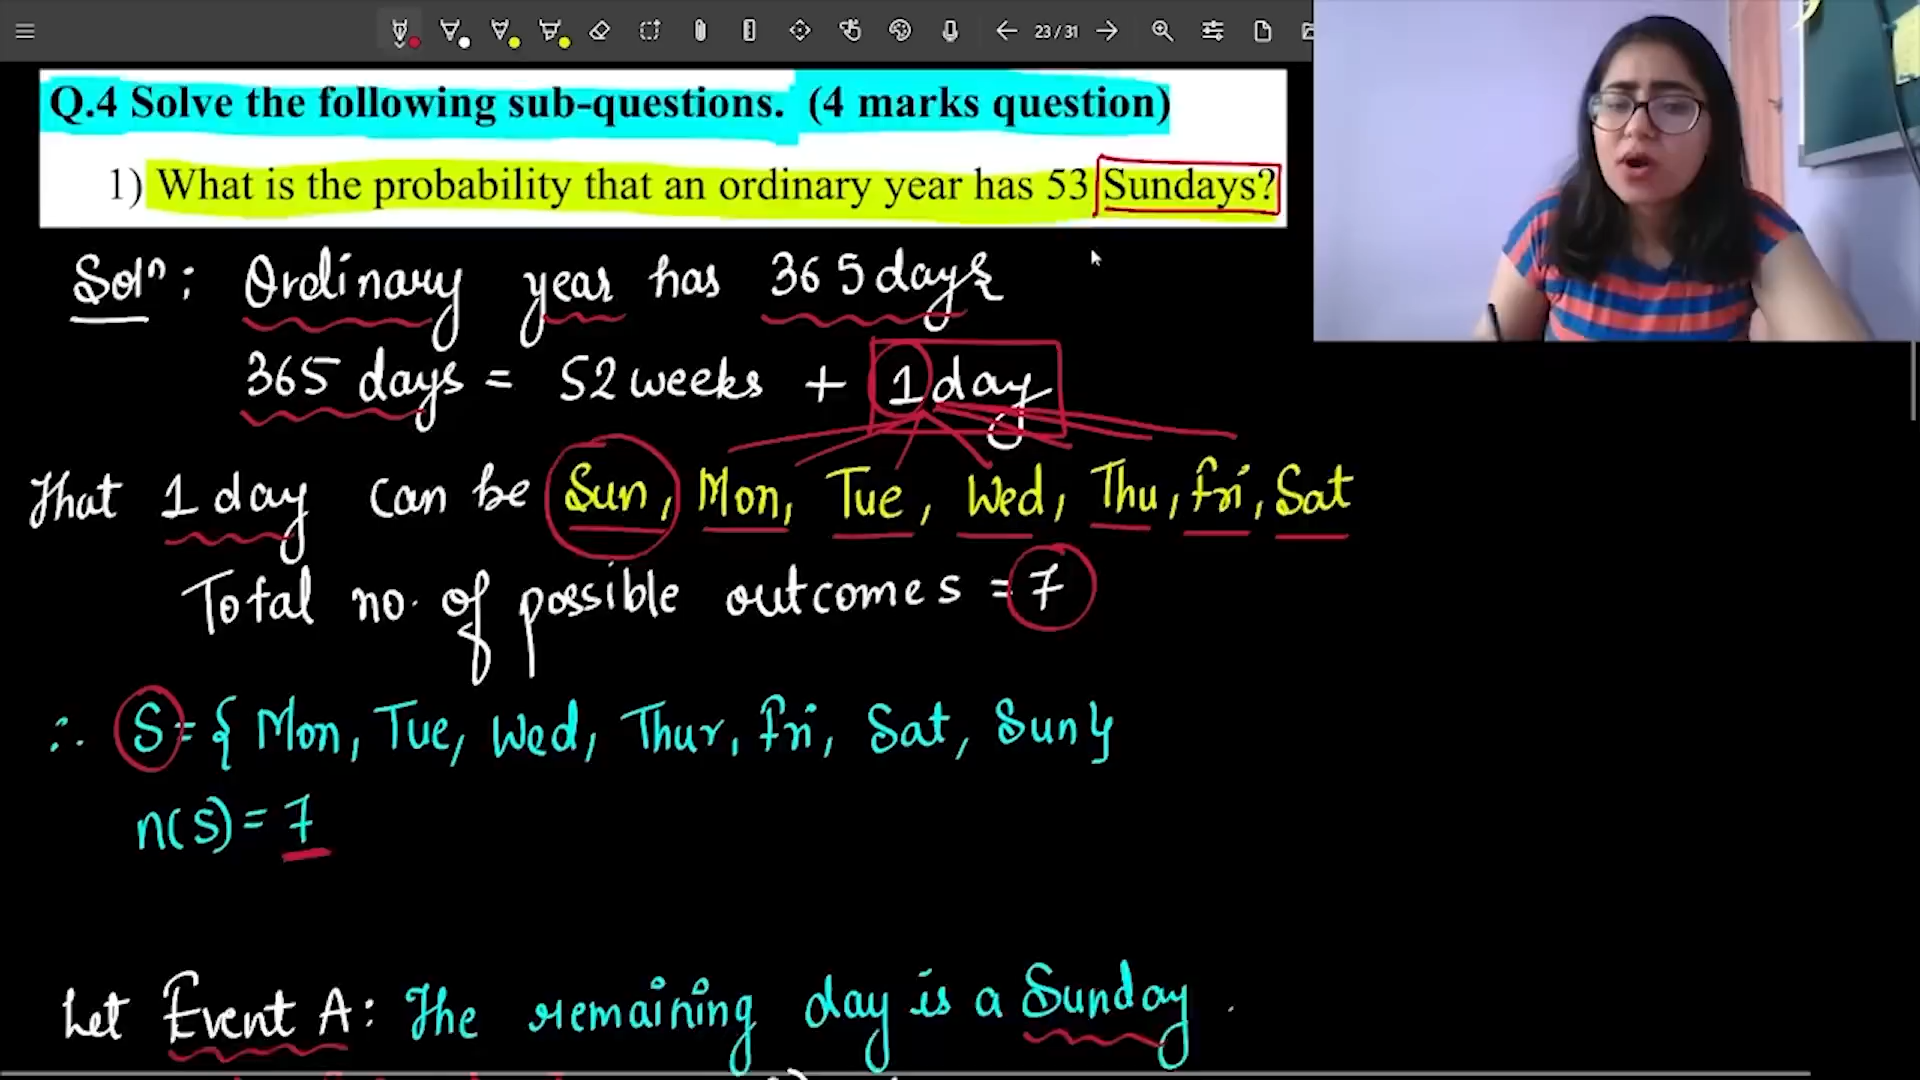 23/31
Q.4 Solve the following sub-questions. (4 marks question)
1) What is the probability that an ordinary year has 53 Sundays?
Solⁿ: Ordinary year has 365 days
365 days = 52 weeks + 1 day
That 1 day can be Sun, Mon, Tue, Wed, Thu, Fri, Sat
Total no. of possible outcomes = 7
∴ S = { Mon, Tue, Wed, Thur, Fri, Sat, Sun}
n(S) = 7
Let Event A: The remaining day is a Sunday.